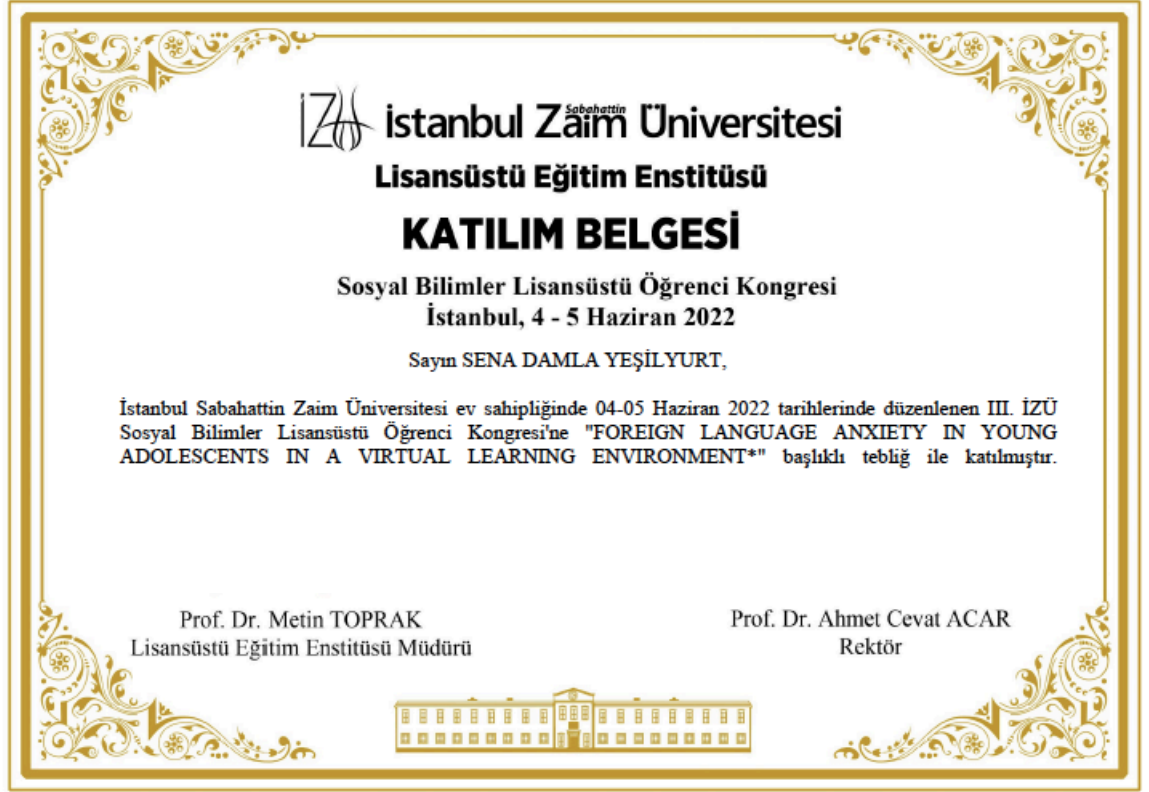 İZÜ İstanbul Sabahattin Zaim Üniversitesi
Lisansüstü Eğitim Enstitüsü
KATILIM BELGESİ
Sosyal Bilimler Lisansüstü Öğrenci Kongresi
İstanbul, 4 - 5 Haziran 2022
Sayın SENA DAMLA YEŞİLYURT,
İstanbul Sabahattin Zaim Üniversitesi ev sahipliğinde 04-05 Haziran 2022 tarihlerinde düzenlenen III. İZÜ
Sosyal Bilimler Lisansüstü Öğrenci Kongresi'ne "FOREIGN LANGUAGE ANXIETY IN YOUNG
ADOLESCENTS IN A VIRTUAL LEARNING ENVIRONMENT*" başlıklı tebliğ ile katılmıştır.
Prof. Dr. Metin TOPRAK
Lisansüstü Eğitim Enstitüsü Müdürü
Prof. Dr. Ahmet Cevat ACAR
Rektör